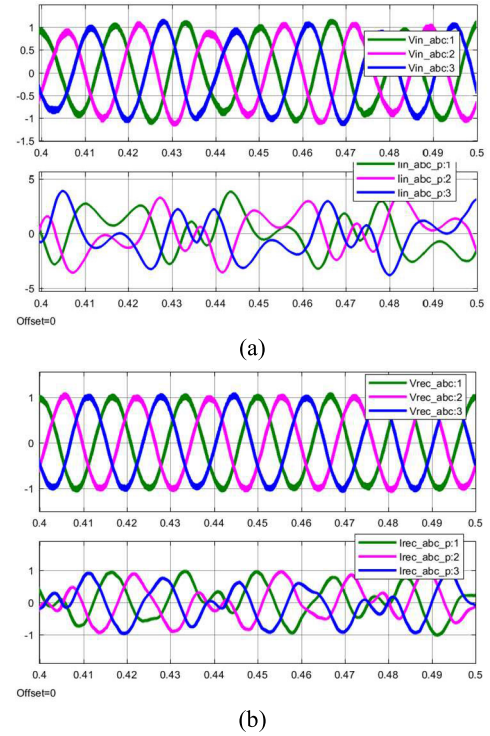 Vin_abc:1
Vin_abc:2
Vin_abc:3
1
0.5
0
-0.5
-1
-1.5
0.4 0.41 0.42 0.43 0.44 0.45 0.46 0.47 0.48 0.49 0.5
Iin_abc_p:1
Iin_abc_p:2
Iin_abc_p:3
5
0
-5
0.4 0.41 0.42 0.43 0.44 0.45 0.46 0.47 0.48 0.49 0.5
Offset=0
(a)
Vrec_abc:1
Vrec_abc:2
Vrec_abc:3
1
0
-1
0.4 0.41 0.42 0.43 0.44 0.45 0.46 0.47 0.48 0.49 0.5
Irec_abc_p:1
Irec_abc_p:2
Irec_abc_p:3
1
0
-1
0.4 0.41 0.42 0.43 0.44 0.45 0.46 0.47 0.48 0.49 0.5
Offset=0
(b)